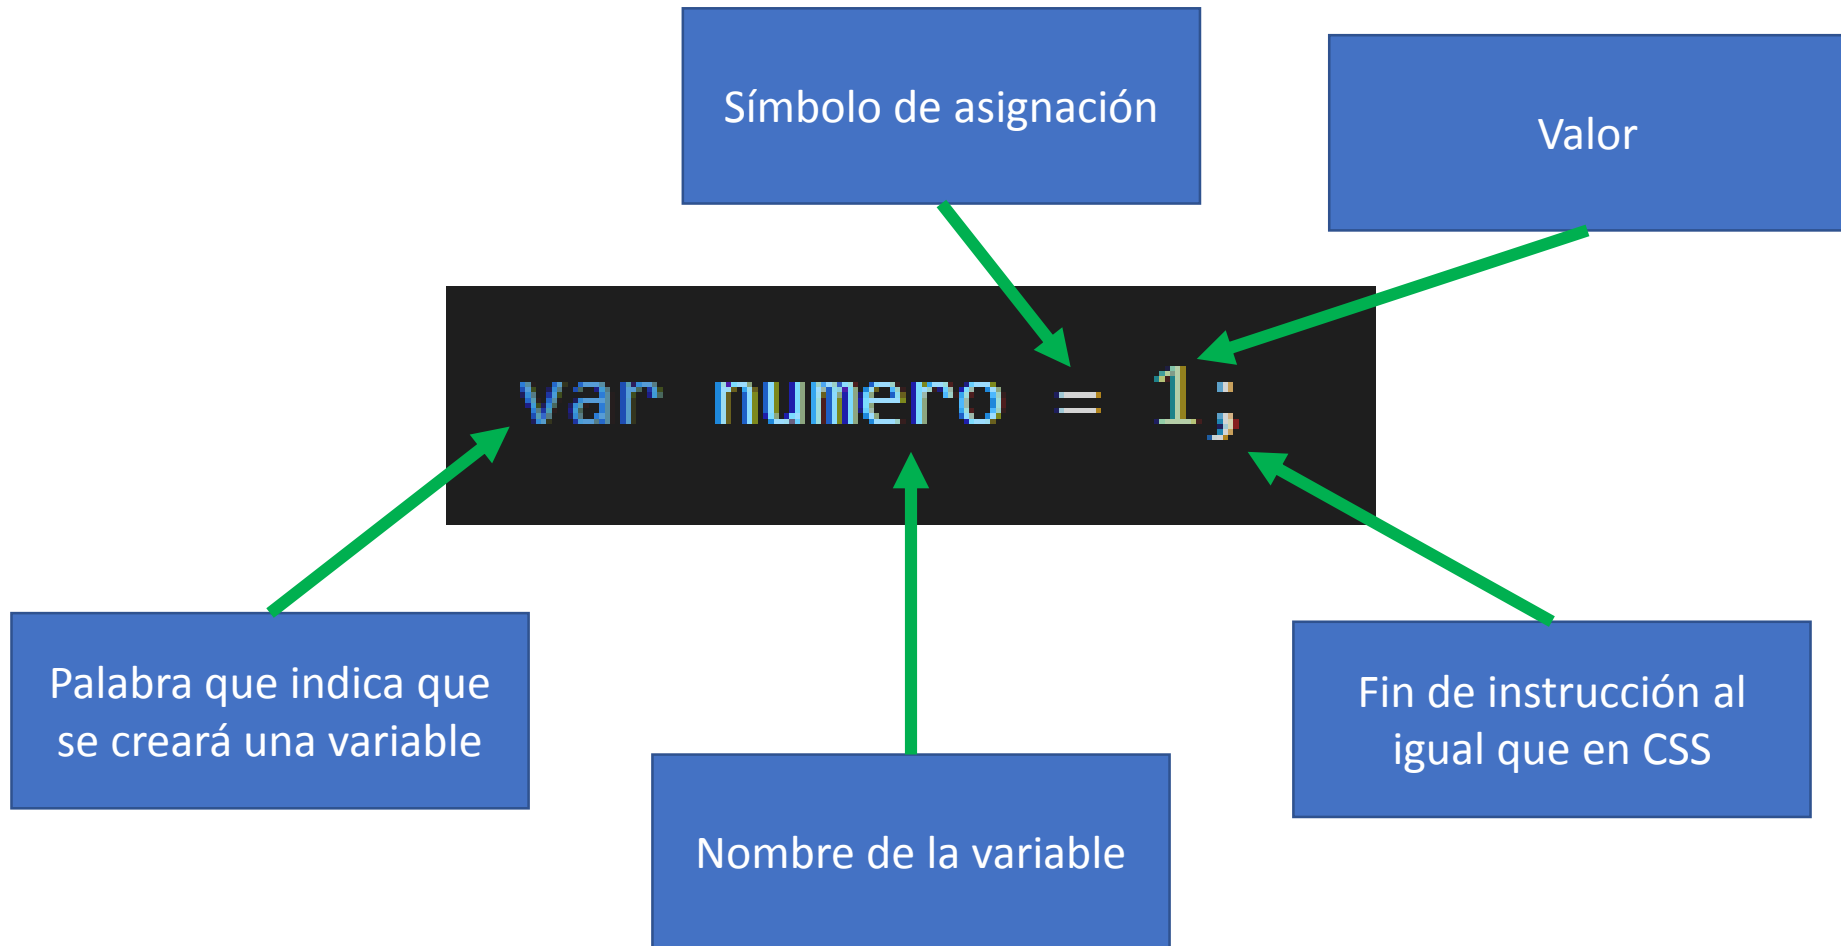 Símbolo de asignación
Valor
var numero = 1;
Palabra que indica que
se creará una variable
Fin de instrucción al
igual que en CSS
Nombre de la variable